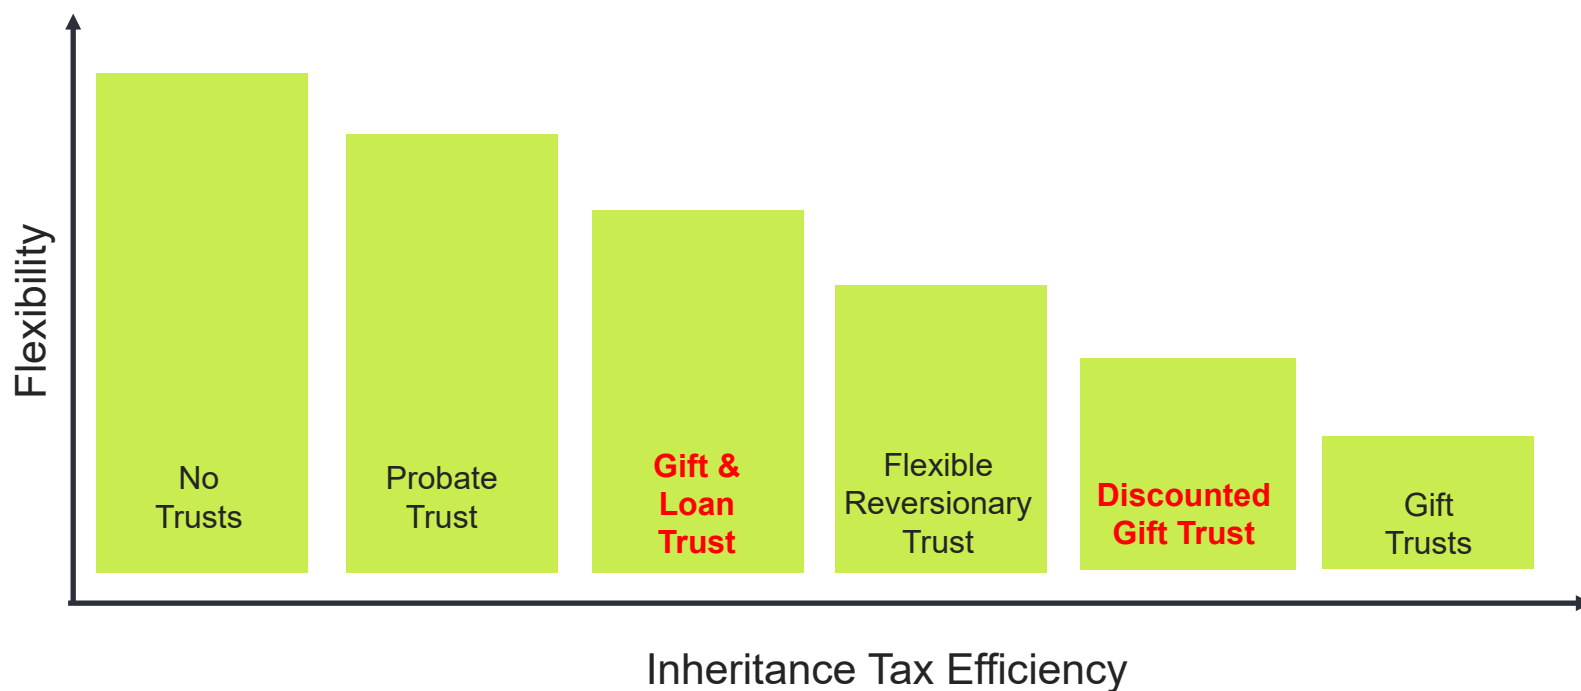 Flexibility
No
Trusts
Probate
Trust
Gift &
Loan
Trust
Flexible
Reversionary
Trust
Discounted
Gift Trust
Gift
Trusts
Inheritance Tax Efficiency